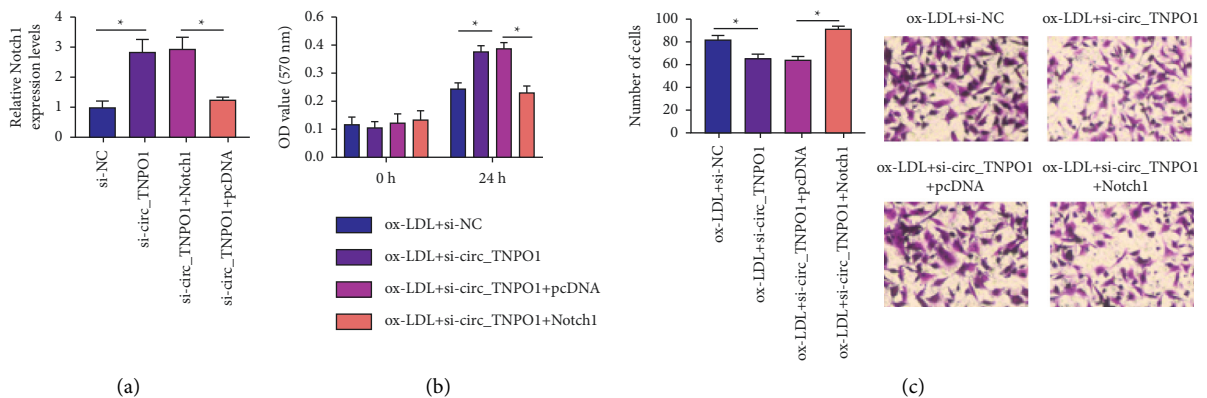 Relative Notch1
expression levels
4
3
2
1
0
*
*
si-NC
si-circ_TNPO1
si-circ_TNPO1+Notch1
si-circ_TNPO1+pcDNA
(a)
OD value (570 nm)
0.6
0.4
0.3
0.1
0.0
*
*
0 h
24 h
ox-LDL+si-NC
ox-LDL+si-circ_TNPO1
ox-LDL+si-circ_TNPO1+pcDNA
ox-LDL+si-circ_TNPO1+Notch1
(b)
Number of cells
100
80
60
40
20
0
*
*
ox-LDL+si-NC
ox-LDL+si-circ_TNPO1
ox-LDL+si-circ_TNPO1+pcDNA
ox-LDL+si-circ_TNPO1+Notch1
ox-LDL+si-NC
ox-LDL+si-circ_TNPO1
ox-LDL+si-circ_TNPO1
+pcDNA
ox-LDL+si-circ_TNPO1
+Notch1
(c)